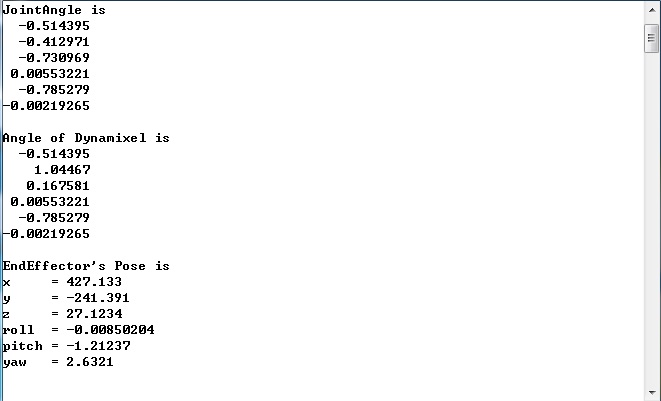 JointAngle is
-0.514395
-0.412971
-0.730969
0.00553221
-0.785279
-0.00219265
Angle of Dynamixel is
-0.514395
1.04467
0.167581
0.00553221
-0.785279
-0.00219265
EndEffector's Pose is
x = 427.133
y = -241.391
z = 27.1234
roll = -0.00850204
pitch = -1.21237
yaw = 2.6321